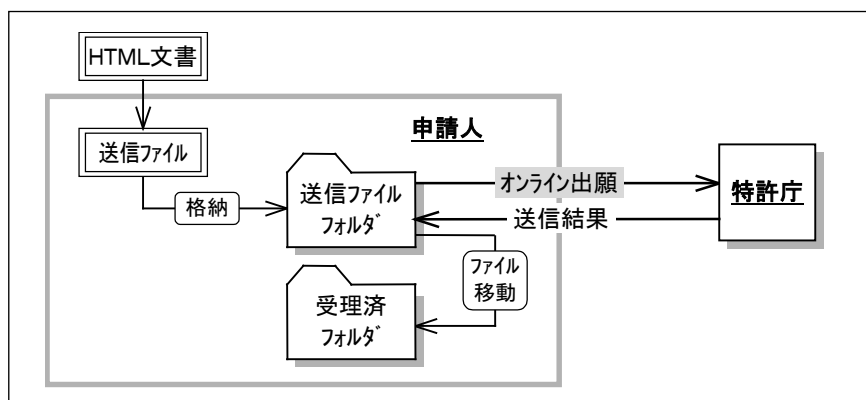 HTML文書
申請人
送信ファイル
格納
送信ファイル
フォルダ
オンライン出願
送信結果
特許庁
ファイル
移動
受理済
フォルダ